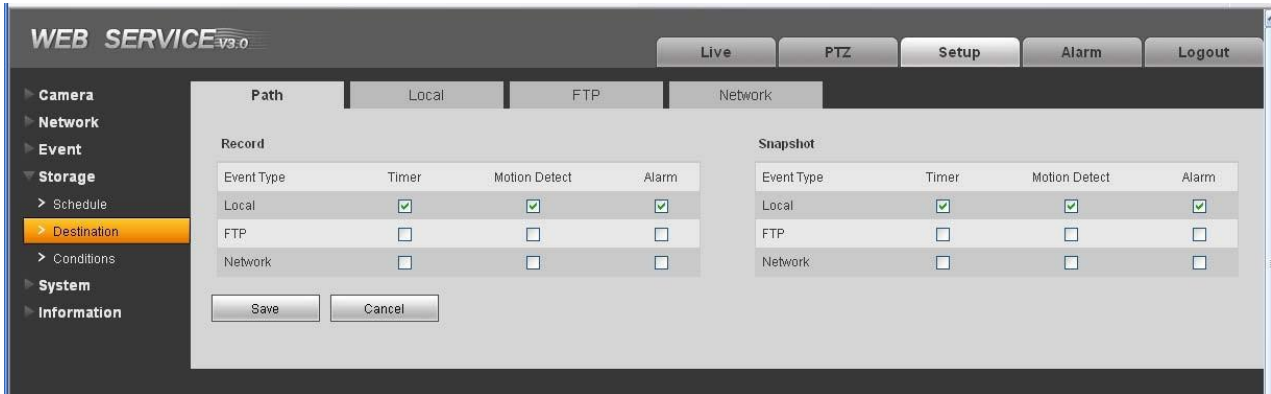 WEB SERVICE V3.0
Live PTZ Setup Alarm Logout
Camera
Network
Event
Storage
> Schedule
> Destination
> Conditions
System
Information
Path Local FTP Network
Record
Event Type Timer Motion Detect Alarm
Local
FTP
Network
Snapshot
Event Type Timer Motion Detect Alarm
Local
FTP
Network
Save Cancel